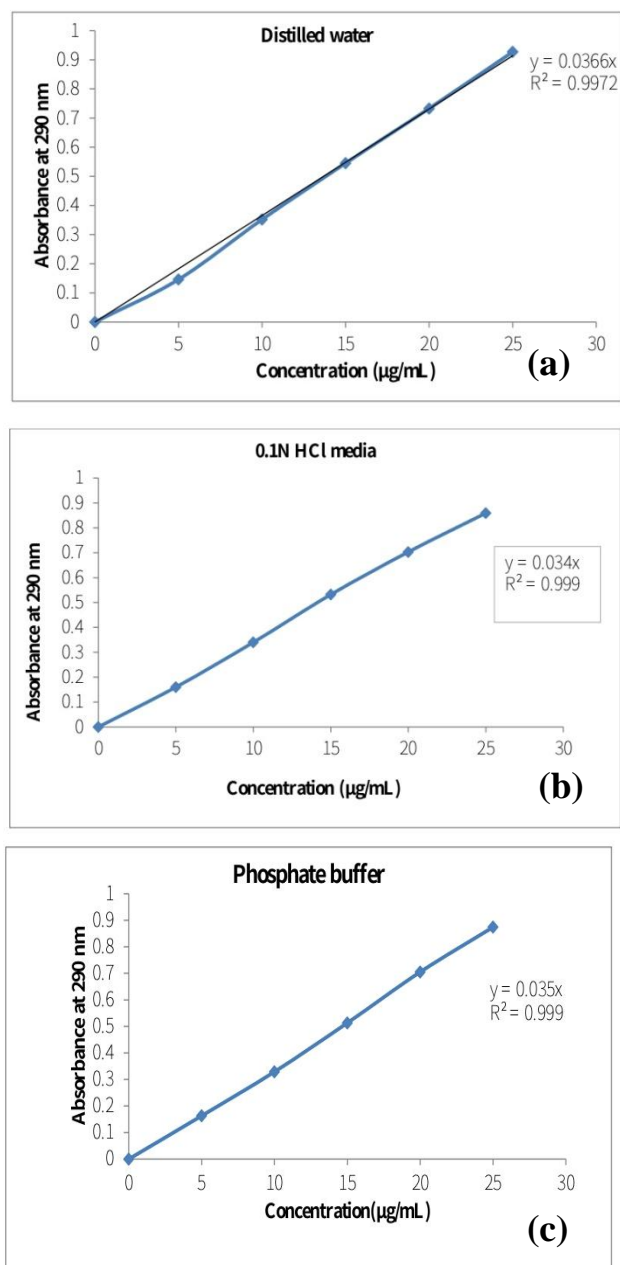 Distilled water
y = 0.0366x
R² = 0.9972
Absorbance at 290 nm
1
0.9
0.8
0.7
0.6
0.5
0.4
0.3
0.2
0.1
0
0 5 10 15 20 25 30
Concentration (µg/mL)
(a)
0.1N HCl media
y = 0.034x
R² = 0.999
Absorbance at 290 nm
1
0.9
0.8
0.7
0.6
0.5
0.4
0.3
0.2
0.1
0
0 5 10 15 20 25 30
Concentration (µg/mL)
(b)
Phosphate buffer
y = 0.035x
R² = 0.999
Absorbance at 290 nm
1
0.9
0.8
0.7
0.6
0.5
0.4
0.3
0.2
0.1
0
0 5 10 15 20 25 30
Concentration(µg/mL)
(c)